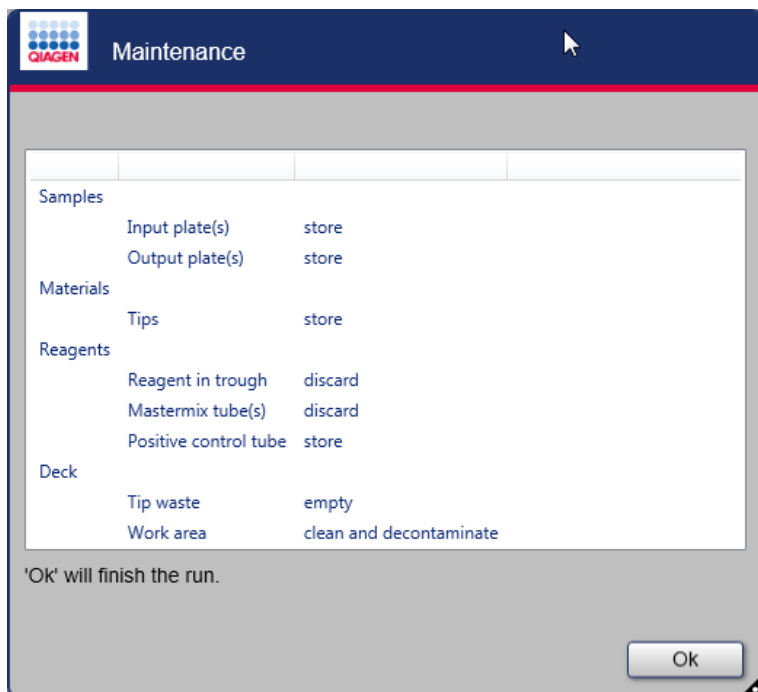 QIAGEN
Maintenance
Samples
Input plate(s) store
Output plate(s) store
Materials
Tips store
Reagents
Reagent in trough discard
Mastermix tube(s) discard
Positive control tube store
Deck
Tip waste empty
Work area clean and decontaminate
'Ok' will finish the run.
Ok